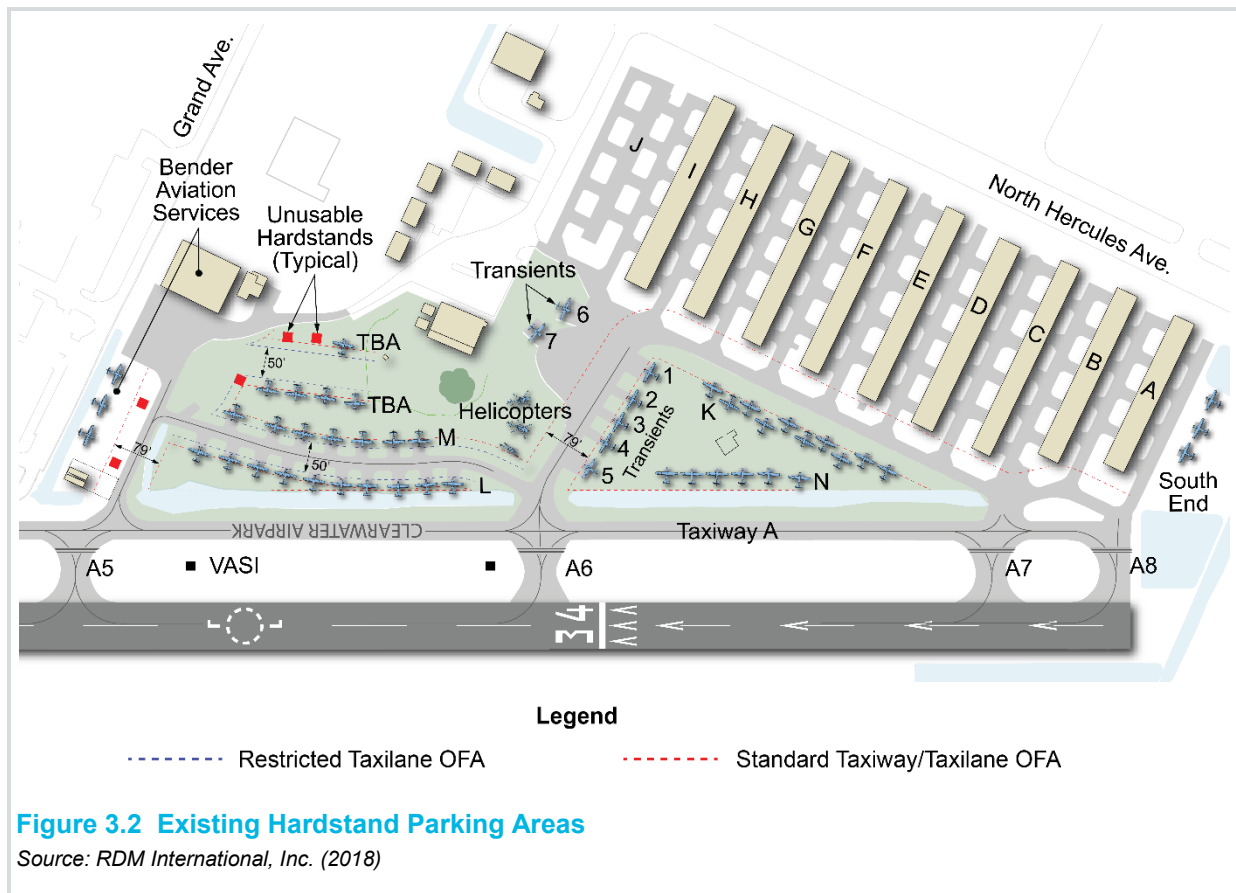 Grand Ave.
Bender
Aviation
Services
Unusable
Hardstands
(Typical)
Transients
6
7
TBA
50'
TBA
Helicopters
M
50'
L
79'
79'
1
2
3
4
5
Transients
K
N
J
I
H
G
F
E
D
C
B
A
North Hercules Ave.
South
End
CLEARWATER AIRPARK
Taxiway A
A5
VASI
A6
A7
A8
34
Legend
Restricted Taxilane OFA
Standard Taxiway/Taxilane OFA
Figure 3.2 Existing Hardstand Parking Areas
Source: RDM International, Inc. (2018)